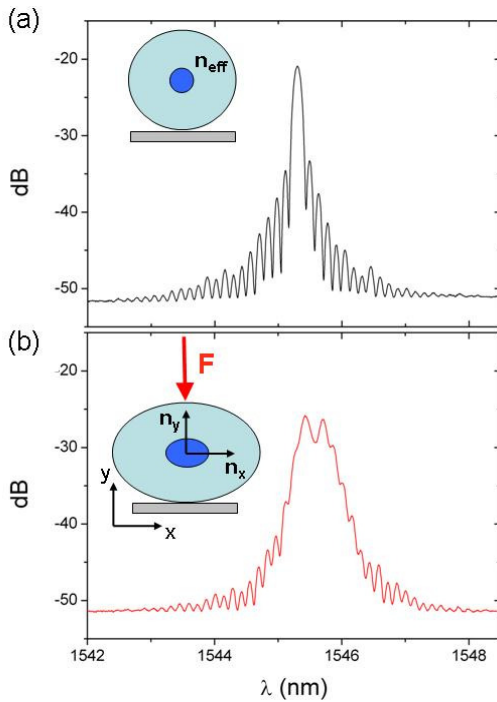 (a)
-20
-30
-40
-50
dB
n_eff
(b)
F
n_y
n_x
y
x
-20
-30
-40
-50
dB
1542
1544
1546
1548
λ (nm)